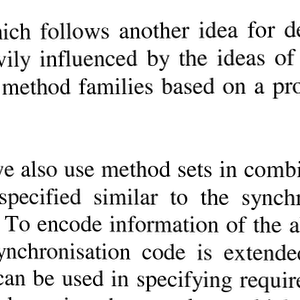 which follows another idea for de
vily influenced by the ideas of
method families based on a pro
ve also use method sets in combi
specified similar to the synchr
To encode information of the a
ynchronisation code is extended
can be used in specifying require